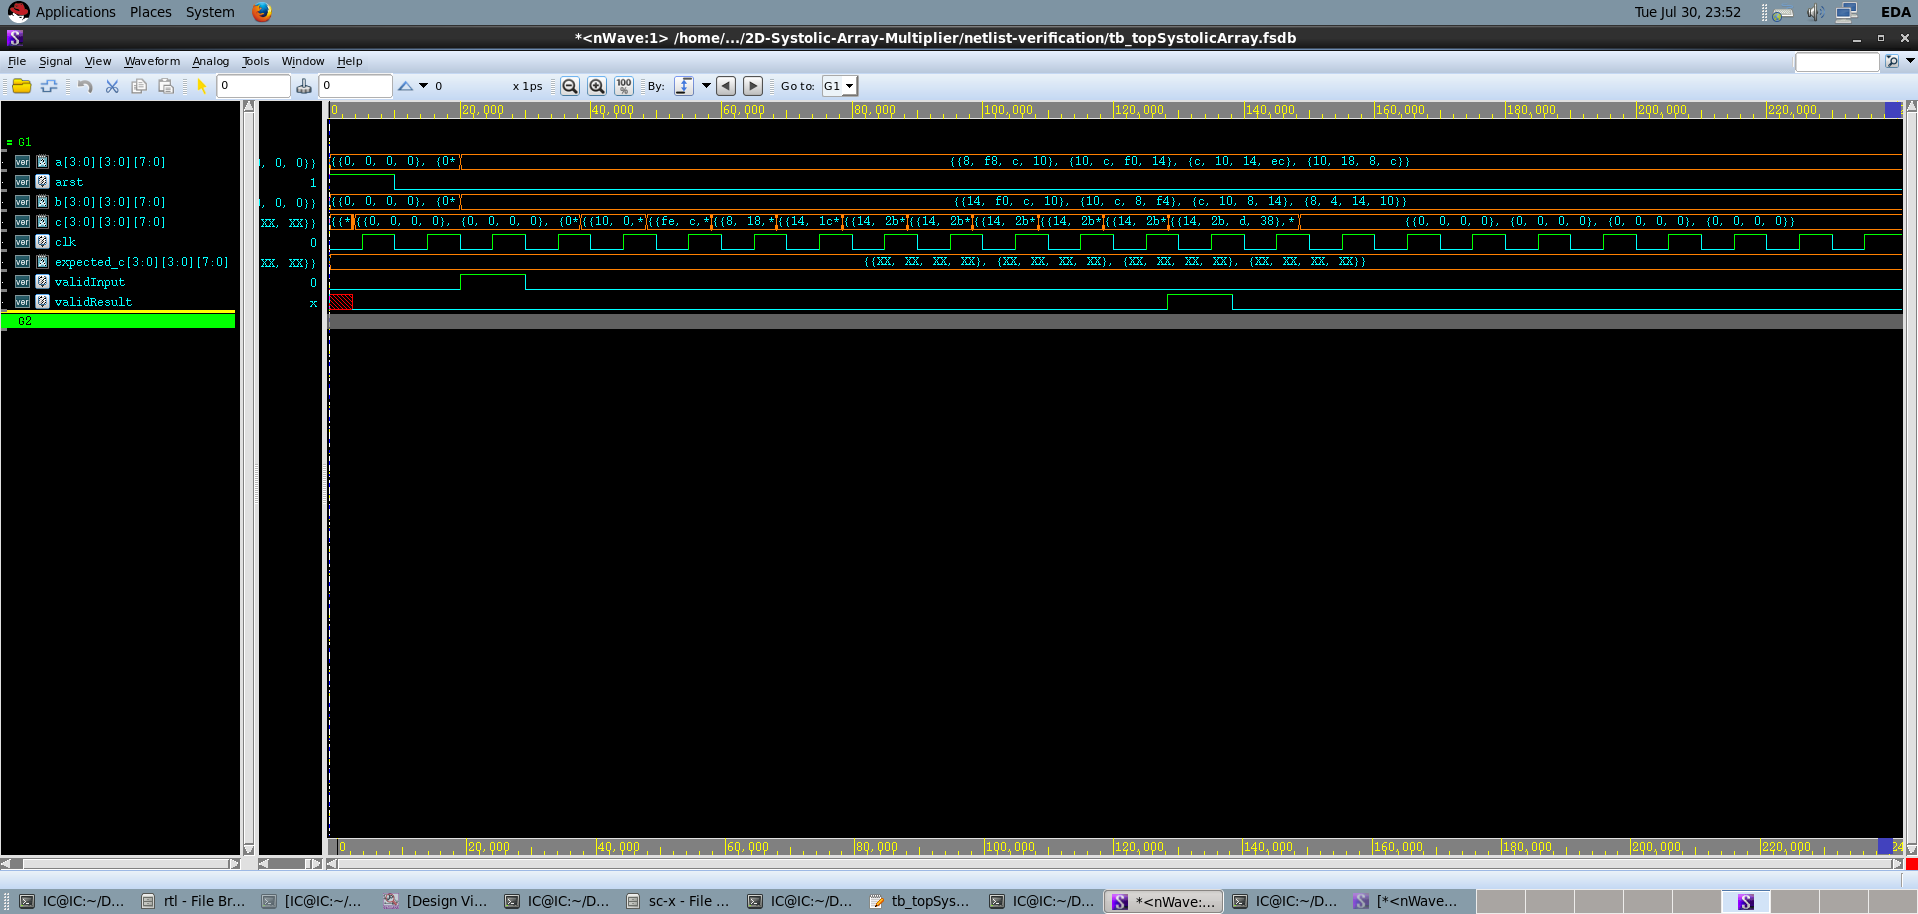 Applications Places System Tue Jul 30, 23:52 EDA
*<nWave:1> /home/.../2D-Systolic-Array-Multiplier/netlist-verification/tb_topSystolicArray.fsdb
File Signal View Waveform Analog Tools Window Help
0 0 0 x 1ps 100% By: Go to: G1
0 20,000 40,000 60,000 80,000 100,000 120,000 140,000 160,000 180,000 200,000 220,000
= G1
ver a[3:0][3:0][7:0] , 0, 0)} {{0, 0, 0, 0}, {0* {{8, f8, c, 10}, {10, c, f0, 14}, {c, 10, 14, ec}, {10, 18, 8, c}}
ver arst 1
ver b[3:0][3:0][7:0] , 0, 0)} {{0, 0, 0, 0}, {0* {{14, f0, c, 10}, {10, c, 8, f4}, {c, 10, 8, 14}, {8, 4, 14, 10}}
ver c[3:0][3:0][7:0] XX, XX)} {{* {{0, 0, 0, 0}, {0, 0, 0, 0}, {0* {{10, 0,* {{fe, c,* {{8, 18,* {{14, 1c* {{14, 2b* {{14, 2b* {{14, 2b* {{14, 2b* {{14, 2b* {{14, 2b, d, 38},* {{0, 0, 0, 0}, {0, 0, 0, 0}, {0, 0, 0, 0}, {0, 0, 0, 0}}
ver clk 0
ver expected_c[3:0][3:0][7:0] XX, XX)} {{XX, XX, XX, XX}, {XX, XX, XX, XX}, {XX, XX, XX, XX}, {XX, XX, XX, XX}}
ver validInput 0
ver validResult x
G2
0 20,000 40,000 60,000 80,000 100,000 120,000 140,000 160,000 180,000 200,000 220,000 24
IC@IC:~/D... rtl - File Br... [IC@IC:~/... [Design Vi... IC@IC:~/D... sc-x - File ... IC@IC:~/D... tb_topSys... IC@IC:~/D... *<nWave:... IC@IC:~/D... [*<nWave...